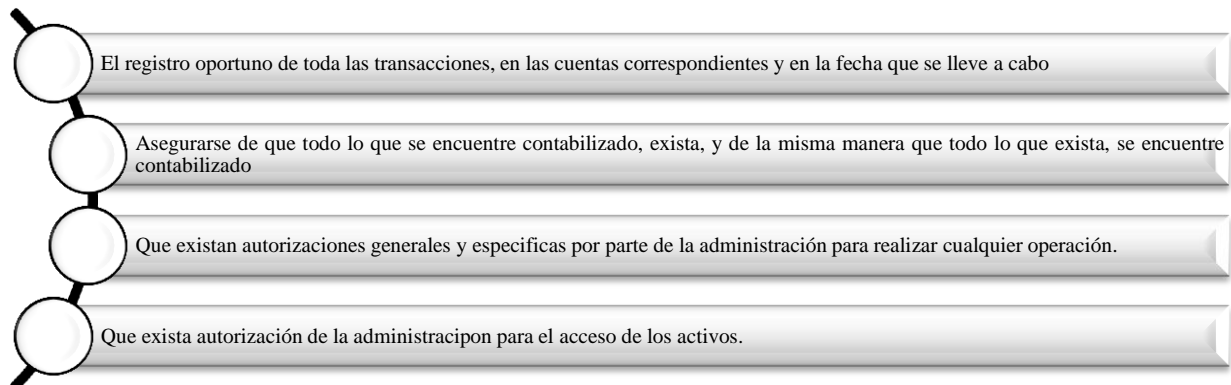 El registro oportuno de toda las transacciones, en las cuentas correspondientes y en la fecha que se lleve a cabo
Asegurarse de que todo lo que se encuentre contabilizado, exista, y de la misma manera que todo lo que exista, se encuentre
contabilizado
Que existan autorizaciones generales y especificas por parte de la administración para realizar cualquier operación.
Que exista autorización de la administracipon para el acceso de los activos.